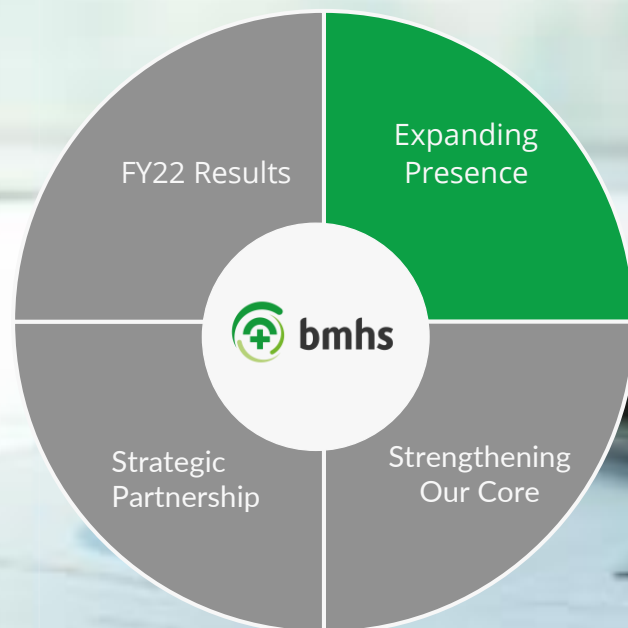 FY22 Results
Expanding
Presence
bmhs
Strategic
Partnership
Strengthening
Our Core